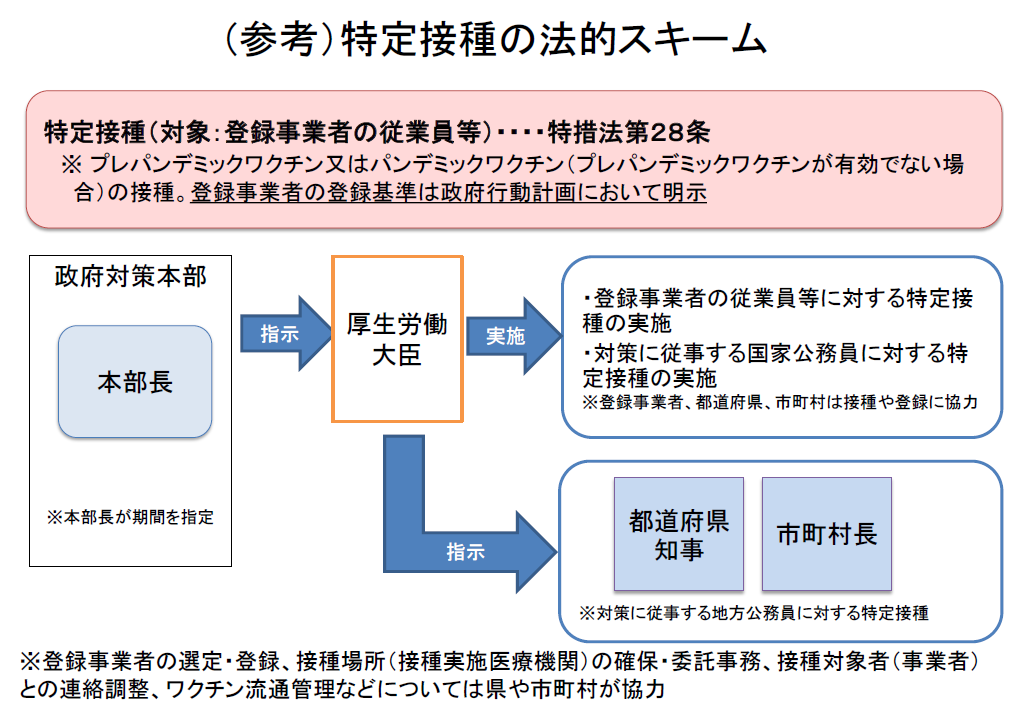 （参考）特定接種の法的スキーム
特定接種（対象：登録事業者の従業員等）・・・・特措法第２８条
※ プレパンデミックワクチン又はパンデミックワクチン（プレパンデミックワクチンが有効でない場
合）の接種。登録事業者の登録基準は政府行動計画において明示
政府対策本部
本部長
※本部長が期間を指定
指示
厚生労働
大臣
実施
・登録事業者の従業員等に対する特定接
種の実施
・対策に従事する国家公務員に対する特
定接種の実施
※登録事業者、都道府県、市町村は接種や登録に協力
指示
都道府県
知事
市町村長
※対策に従事する地方公務員に対する特定接種
※登録事業者の選定・登録、接種場所（接種実施医療機関）の確保・委託事務、接種対象者（事業者）
との連絡調整、ワクチン流通管理などについては県や市町村が協力